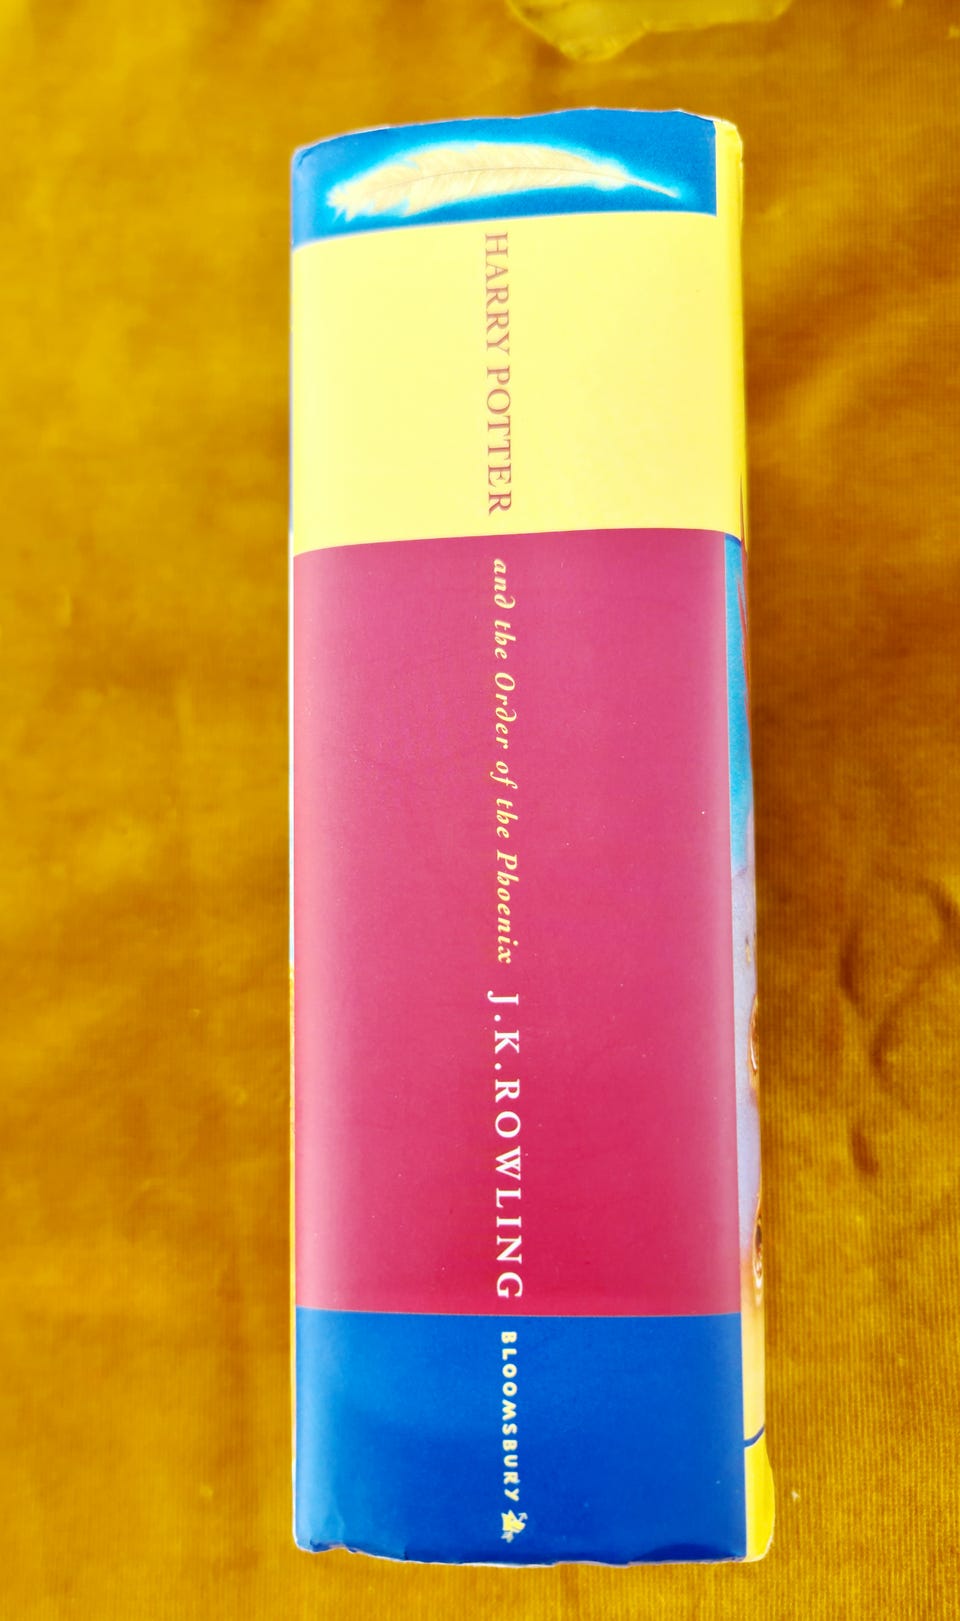 HARRY POTTER
and the Order of the Phoenix
J.K.ROWLING
BLOOMSBURY